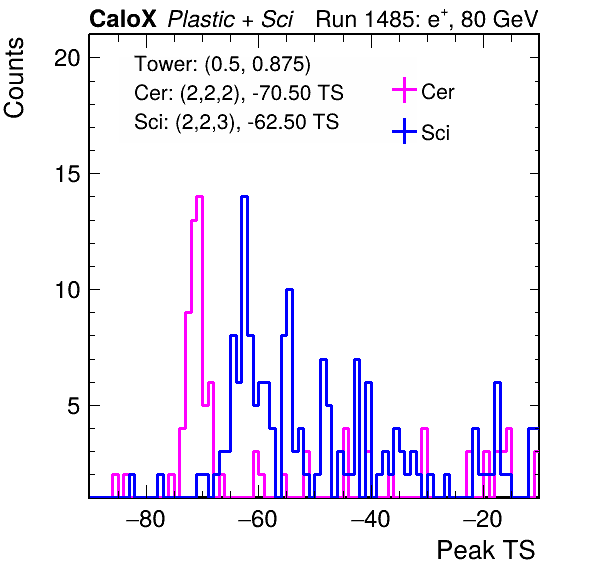 CaloX Plastic + Sci Run 1485: e+, 80 GeV
Counts
Tower: (0.5, 0.875)
Cer: (2,2,2), -70.50 TS
Sci: (2,2,3), -62.50 TS
Cer
Sci
20
15
10
5
−80 −60 −40 −20
Peak TS